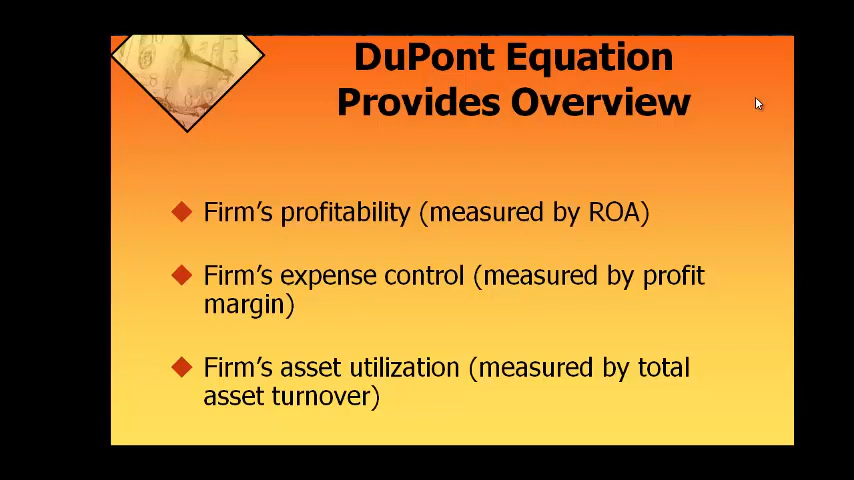 DuPont Equation
Provides Overview
Firm's profitability (measured by ROA)
Firm's expense control (measured by profit
margin)
Firm's asset utilization (measured by total
asset turnover)